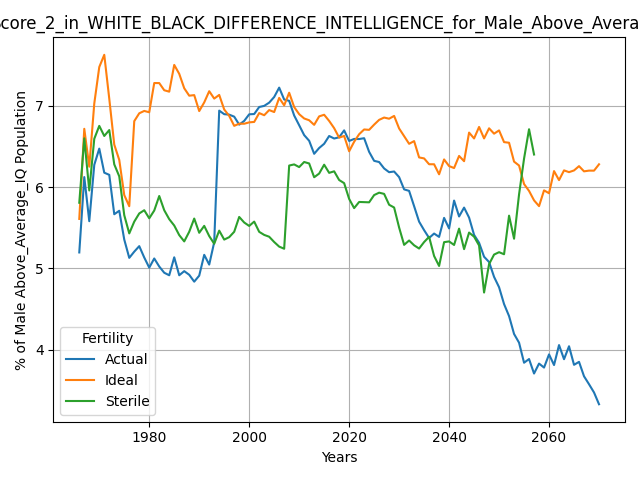 core_2_in_WHITE_BLACK_DIFFERENCE_INTELLIGENCE_for_Male_Above_Avera
% of Male Above_Average_IQ Population
7
6
5
4
Fertility
Actual
Ideal
Sterile
1980 2000 2020 2040 2060
Years